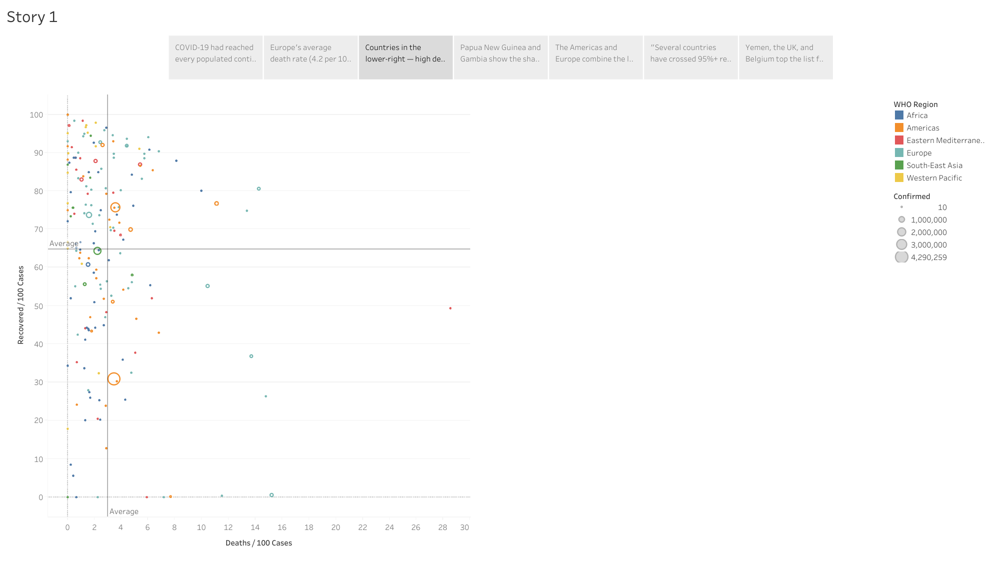 Story 1
COVID-19 had reached
every populated conti..
Europe's average
death rate (4.2 per 10..
Countries in the
lower-right — high de..
Papua New Guinea and
Gambia show the sha..
The Americas and
Europe combine the l..
"Several countries
have crossed 95%+ re..
Yemen, the UK, and
Belgium top the list f..
100
90
80
70
60
50
40
30
20
10
0
Recovered / 100 Cases
Average
Average
0 2 4 6 8 10 12 14 16 18 20 22 24 26 28 30
Deaths / 100 Cases
WHO Region
Africa
Americas
Eastern Mediterrane..
Europe
South-East Asia
Western Pacific
Confirmed
10
1,000,000
2,000,000
3,000,000
4,290,259